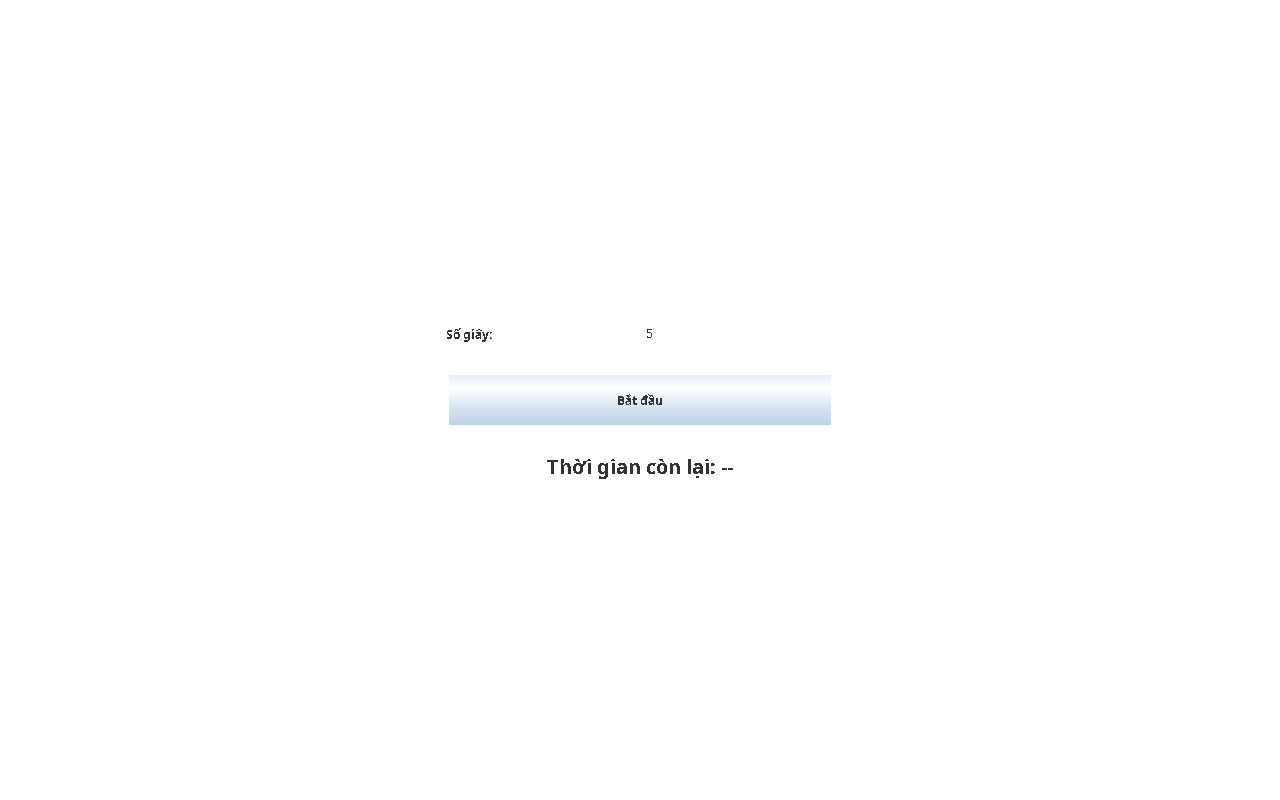 Số giây: 5
Bắt đầu
Thời gian còn lại: --